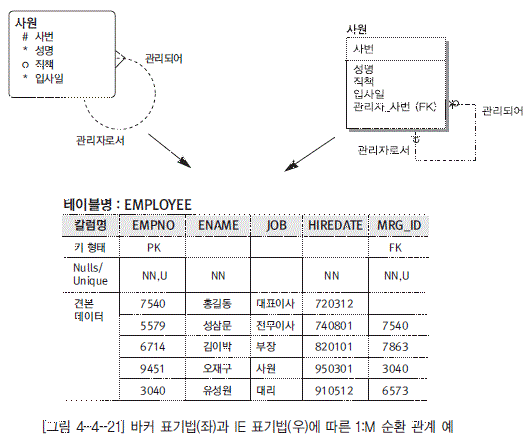 사원
# 사번
* 성명
o 직책
* 입사일
관리되어
관리자로서
사원
사번
성명
직책
입사일
관리자_사번 (FK)
관리되어
관리자로서
테이블명 : EMPLOYEE
칼럼명 EMPNO ENAME JOB HIREDATE MRG_ID
키 형태 PK FK
Nulls/
Unique NN,U NN NN NN,U
견본
데이터
7540 홍길동 대표이사 720312
5579 성삼문 전무이사 740801 7540
6714 김이박 부장 820101 7863
9451 오재구 사원 950301 3040
3040 유성원 대리 910512 6573
[그림 4-4-21] 바커 표기법(좌)과 IE 표기법(우)에 따른 1:M 순환 관계 예